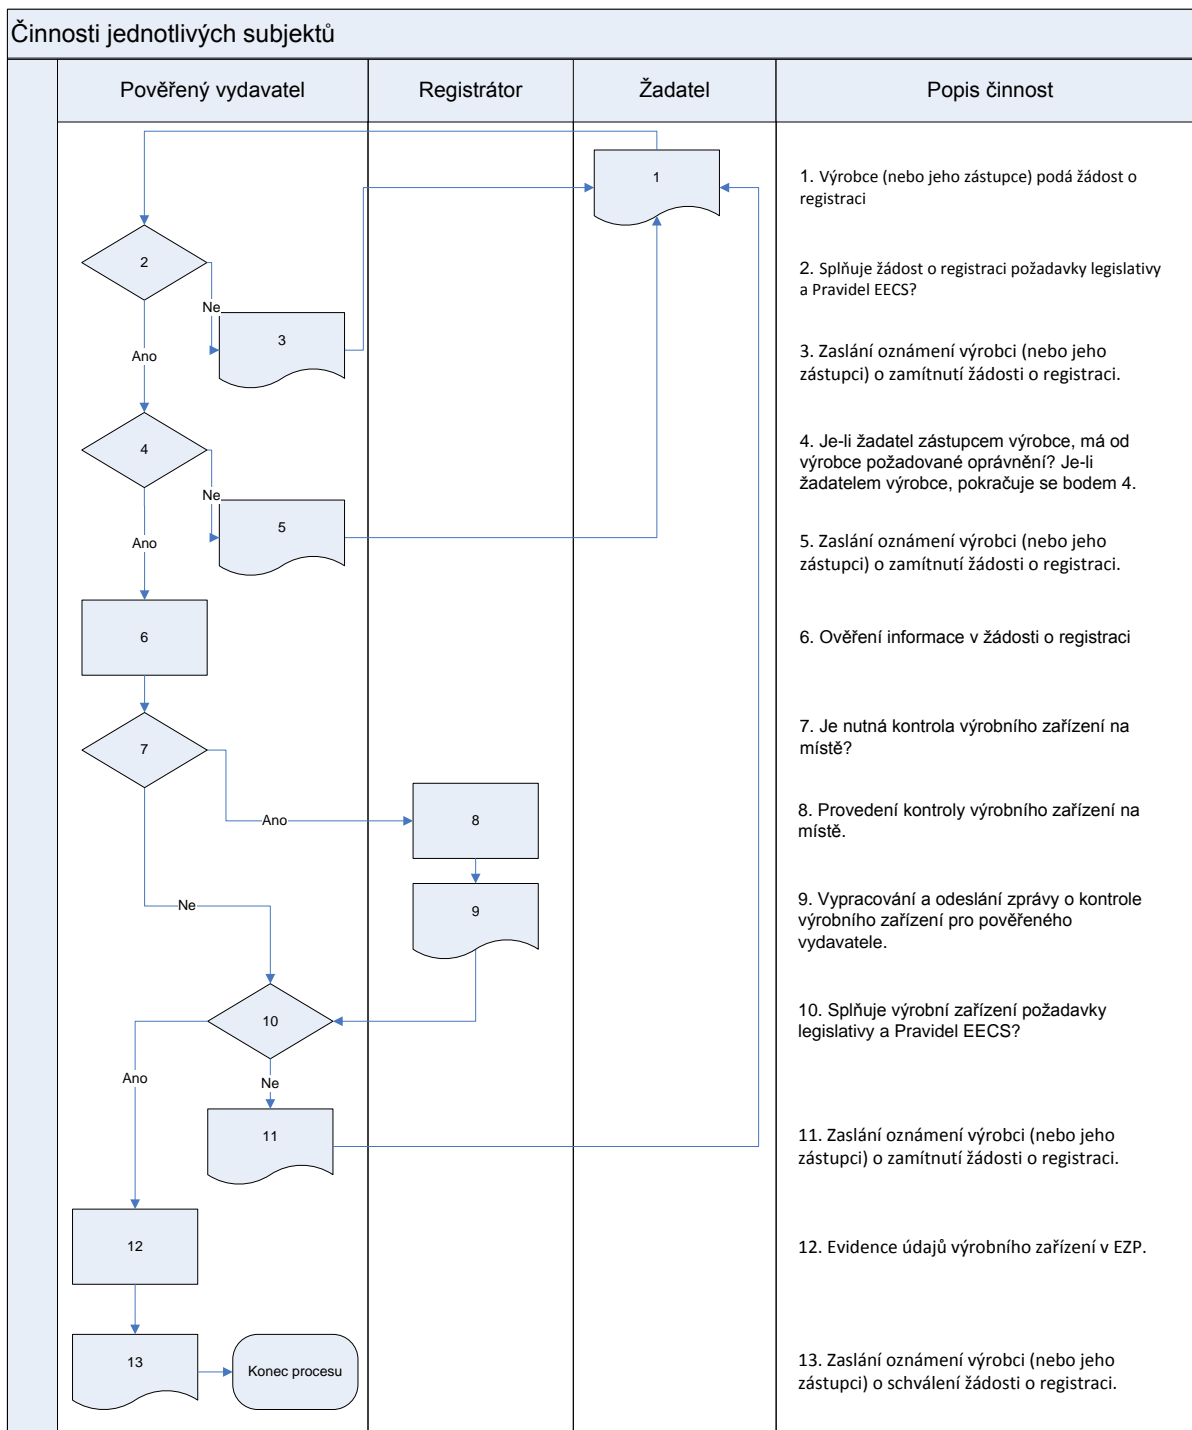 Činnosti jednotlivých subjektů
Pověřený vydavatel
Registrátor
Žadatel
Popis činnost
1
1. Výrobce (nebo jeho zástupce) podá žádost o
registraci
2
Ne
2. Splňuje žádost o registraci požadavky legislativy
a Pravidel EECS?
3
Ano
3. Zaslání oznámení výrobci (nebo jeho
zástupci) o zamítnutí žádosti o registraci.
4
Ne
4. Je-li žadatel zástupcem výrobce, má od
výrobce požadované oprávnění? Je-li
žadatelem výrobce, pokračuje se bodem 4.
5
Ano
5. Zaslání oznámení výrobci (nebo jeho
zástupci) o zamítnutí žádosti o registraci.
6
6. Ověření informace v žádosti o registraci
7
7. Je nutná kontrola výrobního zařízení na
místě?
Ano
8
8. Provedení kontroly výrobního zařízení na
místě.
Ne
9
9. Vypracování a odeslání zprávy o kontrole
výrobního zařízení pro pověřeného
vydavatele.
10
10. Splňuje výrobní zařízení požadavky
legislativy a Pravidel EECS?
Ano
Ne
11
11. Zaslání oznámení výrobci (nebo jeho
zástupci) o zamítnutí žádosti o registraci.
12
12. Evidence údajů výrobního zařízení v EZP.
13
Konec procesu
13. Zaslání oznámení výrobci (nebo jeho
zástupci) o schválení žádosti o registraci.